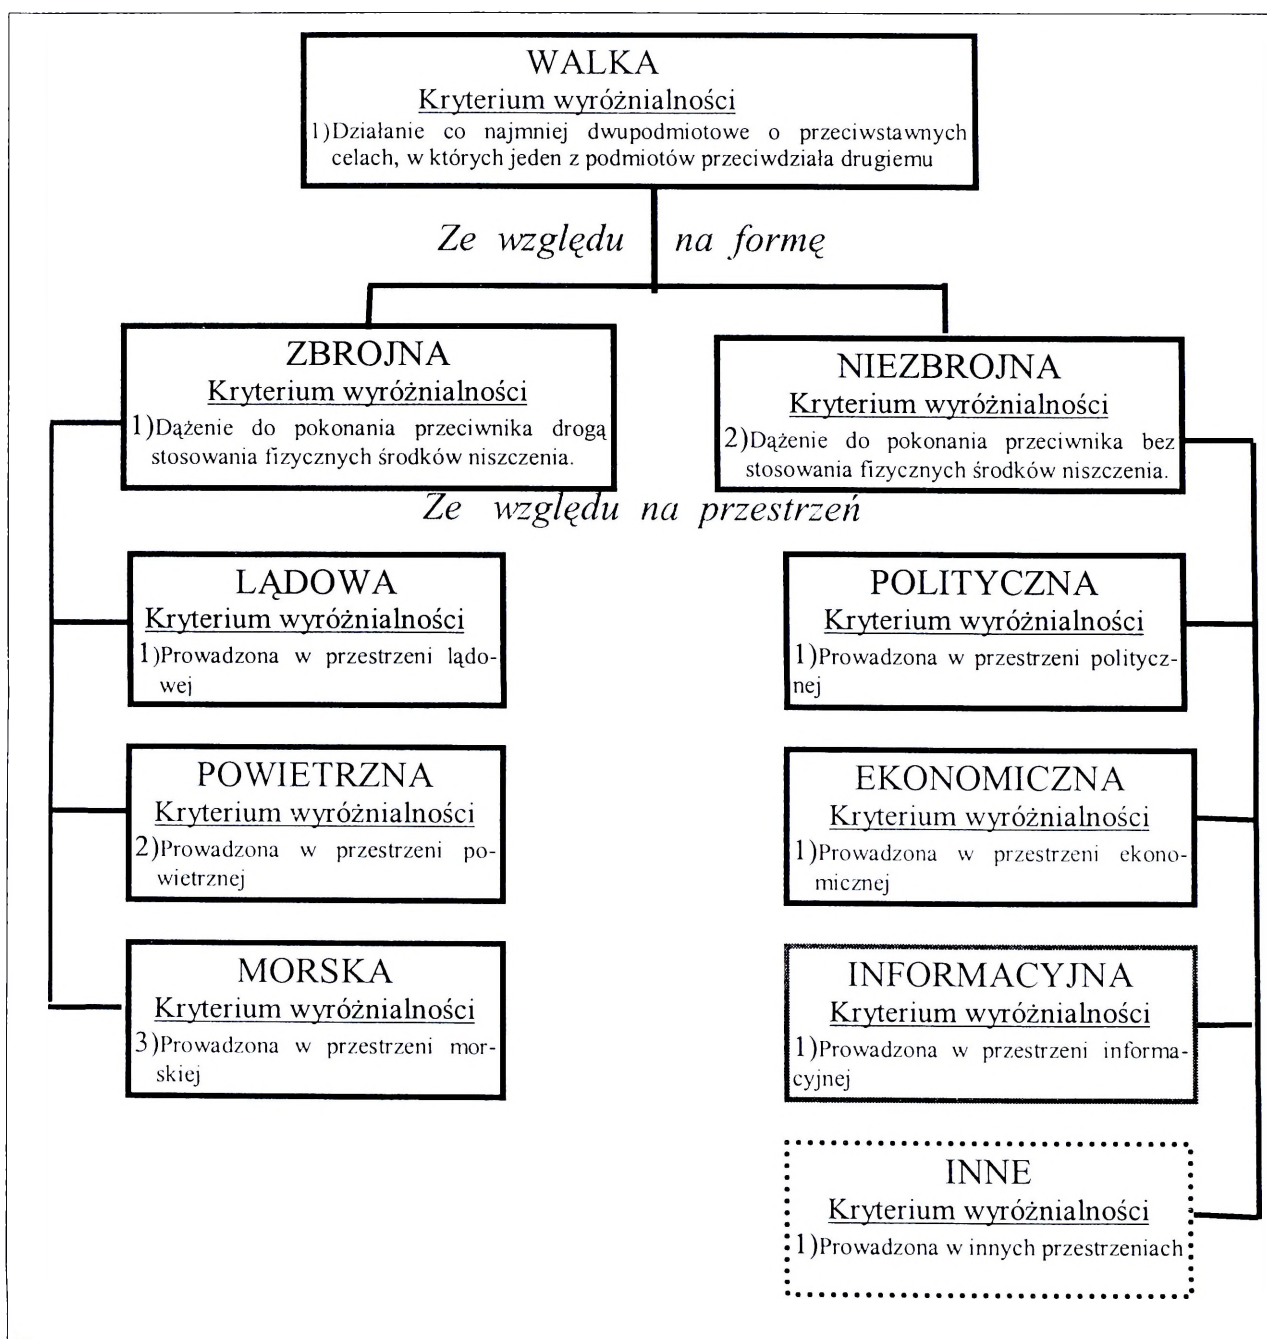 WALKA
Kryterium wyróżnialności
1)Działanie co najmniej dwupodmiotowe o przeciwstawnych
celach, w których jeden z podmiotów przeciwdziała drugiemu
Ze względu na formę
ZBROJNA
Kryterium wyróżnialności
1)Dążenie do pokonania przeciwnika drogą
stosowania fizycznych środków niszczenia.
NIEZBROJNA
Kryterium wyróżnialności
2)Dążenie do pokonania przeciwnika bez
stosowania fizycznych środków niszczenia.
Ze względu na przestrzeń
LĄDOWA
Kryterium wyróżnialności
1)Prowadzona w przestrzeni lądo-
wej
POWIETRZNA
Kryterium wyróżnialności
2)Prowadzona w przestrzeni po-
wietrznej
MORSKA
Kryterium wyróżnialności
3)Prowadzona w przestrzeni mor-
skiej
POLITYCZNA
Kryterium wyróżnialności
1)Prowadzona w przestrzeni politycz-
nej
EKONOMICZNA
Kryterium wyróżnialności
1)Prowadzona w przestrzeni ekono-
micznej
INFORMACYJNA
Kryterium wyróżnialności
1)Prowadzona w przestrzeni informa-
cyjnej
INNE
Kryterium wyróżnialności
1)Prowadzona w innych przestrzeniach